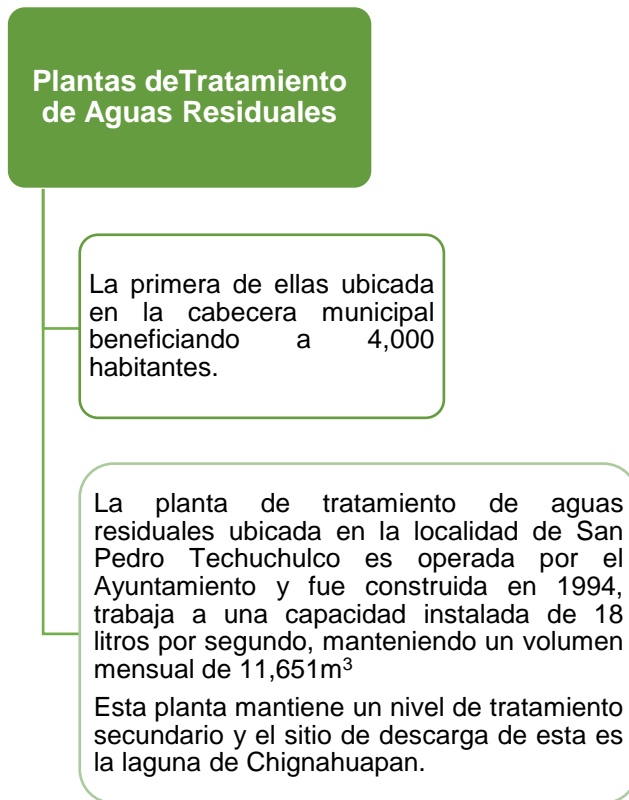 Plantas deTratamiento
de Aguas Residuales
La primera de ellas ubicada
en la cabecera municipal
beneficiando a 4,000
habitantes.
La planta de tratamiento de aguas
residuales ubicada en la localidad de San
Pedro Techuchulco es operada por el
Ayuntamiento y fue construida en 1994,
trabaja a una capacidad instalada de 18
litros por segundo, manteniendo un volumen
mensual de 11,651m³
Esta planta mantiene un nivel de tratamiento
secundario y el sitio de descarga de esta es
la laguna de Chignahuapan.